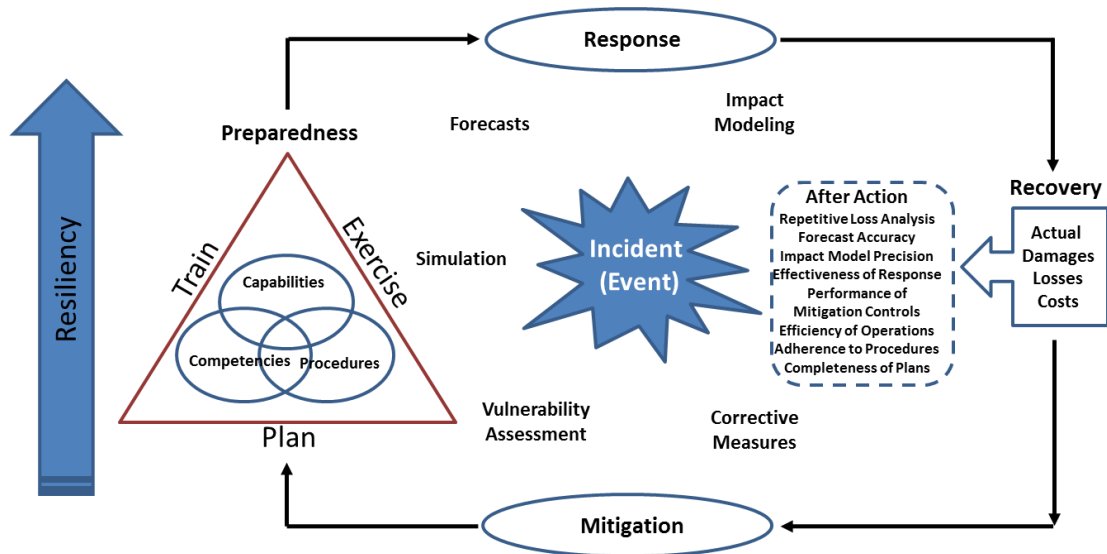 Response
Forecasts
Impact
Modeling
Preparedness
Resiliency
Train
Exercise
Capabilities
Competencies
Procedures
Plan
Simulation
Incident
(Event)
After Action
Repetitive Loss Analysis
Forecast Accuracy
Impact Model Precision
Effectiveness of Response
Performance of
Mitigation Controls
Efficiency of Operations
Adherence to Procedures
Completeness of Plans
Recovery
Actual
Damages
Losses
Costs
Vulnerability
Assessment
Corrective
Measures
Mitigation